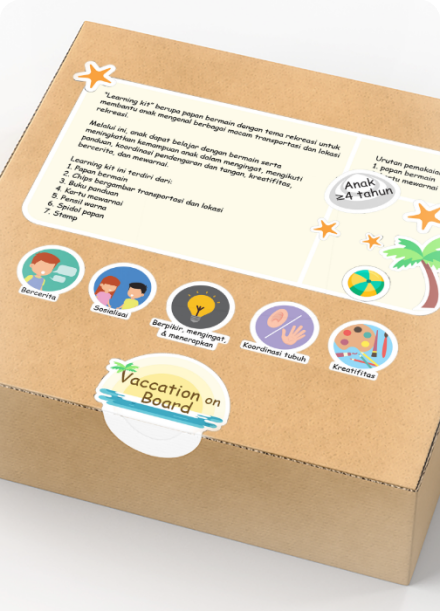 "Learning kit" berupa papan bermain dengan tema rekreasi untuk
membantu anak mengenal berbagai macam transportasi dan lokasi
rekreasi.
Melalui ini, anak dapat belajar dengan bermain serta
meningkatkan kemampuan anak dalam mengingat, mengikuti
panduan, koordinasi pendengaran dan tangan, kreatifitas,
bercerita, dan mewarnai.
Learning kit ini terdiri dari:
1. Papan bermain
2. Chips bergambar transportasi dan lokasi
3. Buku panduan
4. Kartu mewarnai
5. Pensil warna
6. Spidol papan
7. Stamp
Urutan pemakaian
1. papan bermain
Anak
≥4 tahun
Bercerita
Sosialisai
Berpikir, mengingat,
& menerapkan
Koordinasi tubuh
Kreatifitas
Vaccation on
Board